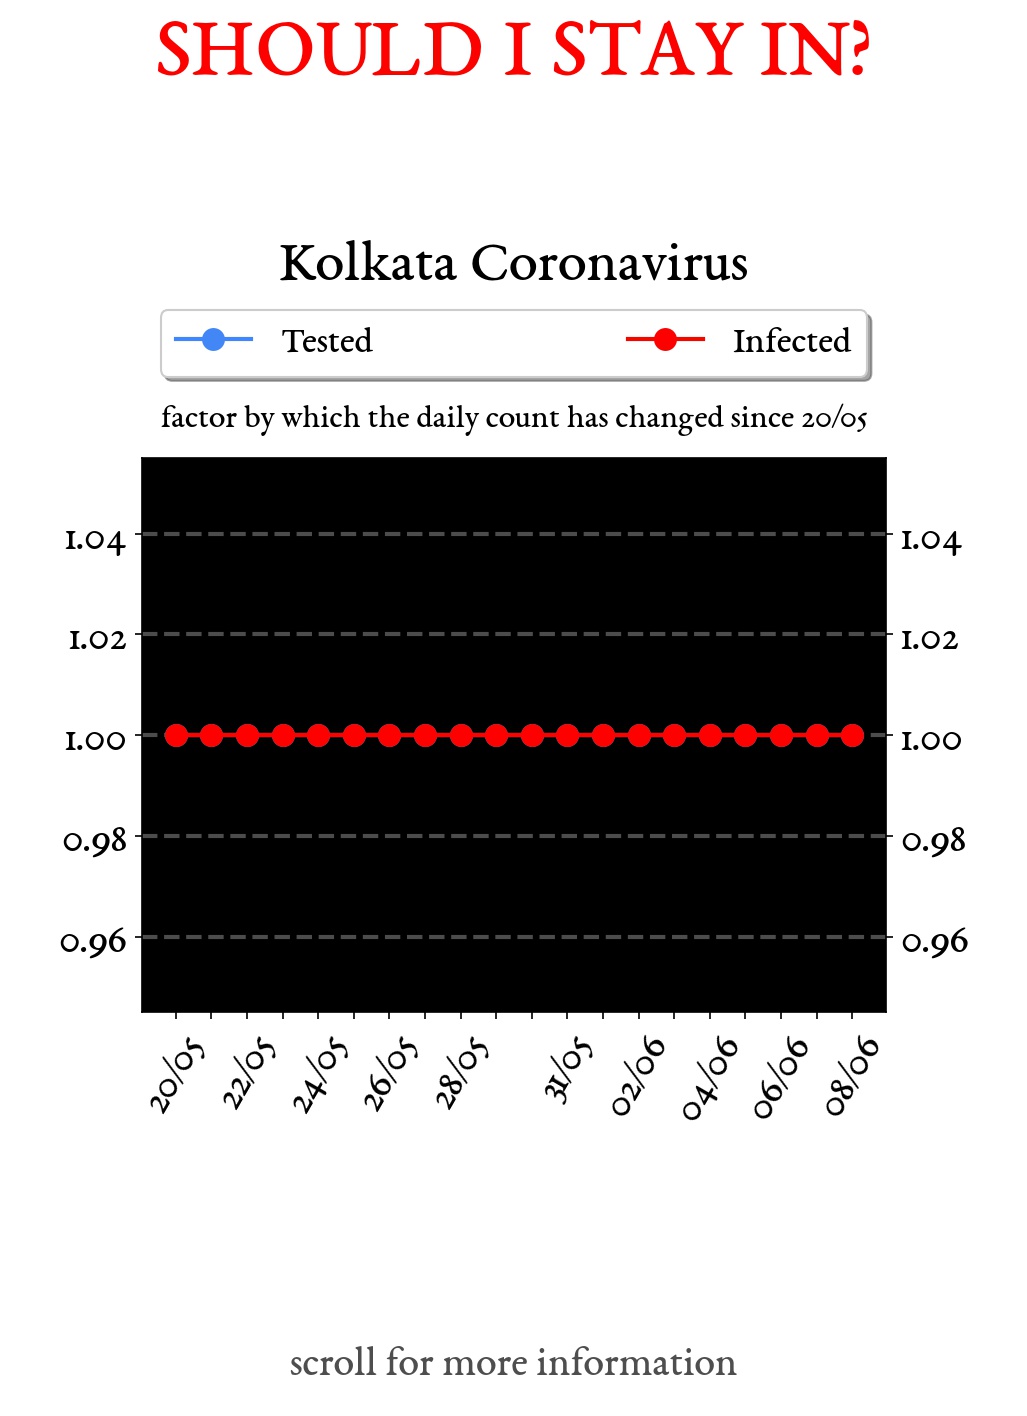 SHOULD I STAY IN?
Kolkata Coronavirus
Tested Infected
factor by which the daily count has changed since 20/05
1.04 1.04
1.02 1.02
1.00 1.00
0.98 0.98
0.96 0.96
20/05 22/05 24/05 26/05 28/05 31/05 02/06 04/06 06/06 08/06
scroll for more information